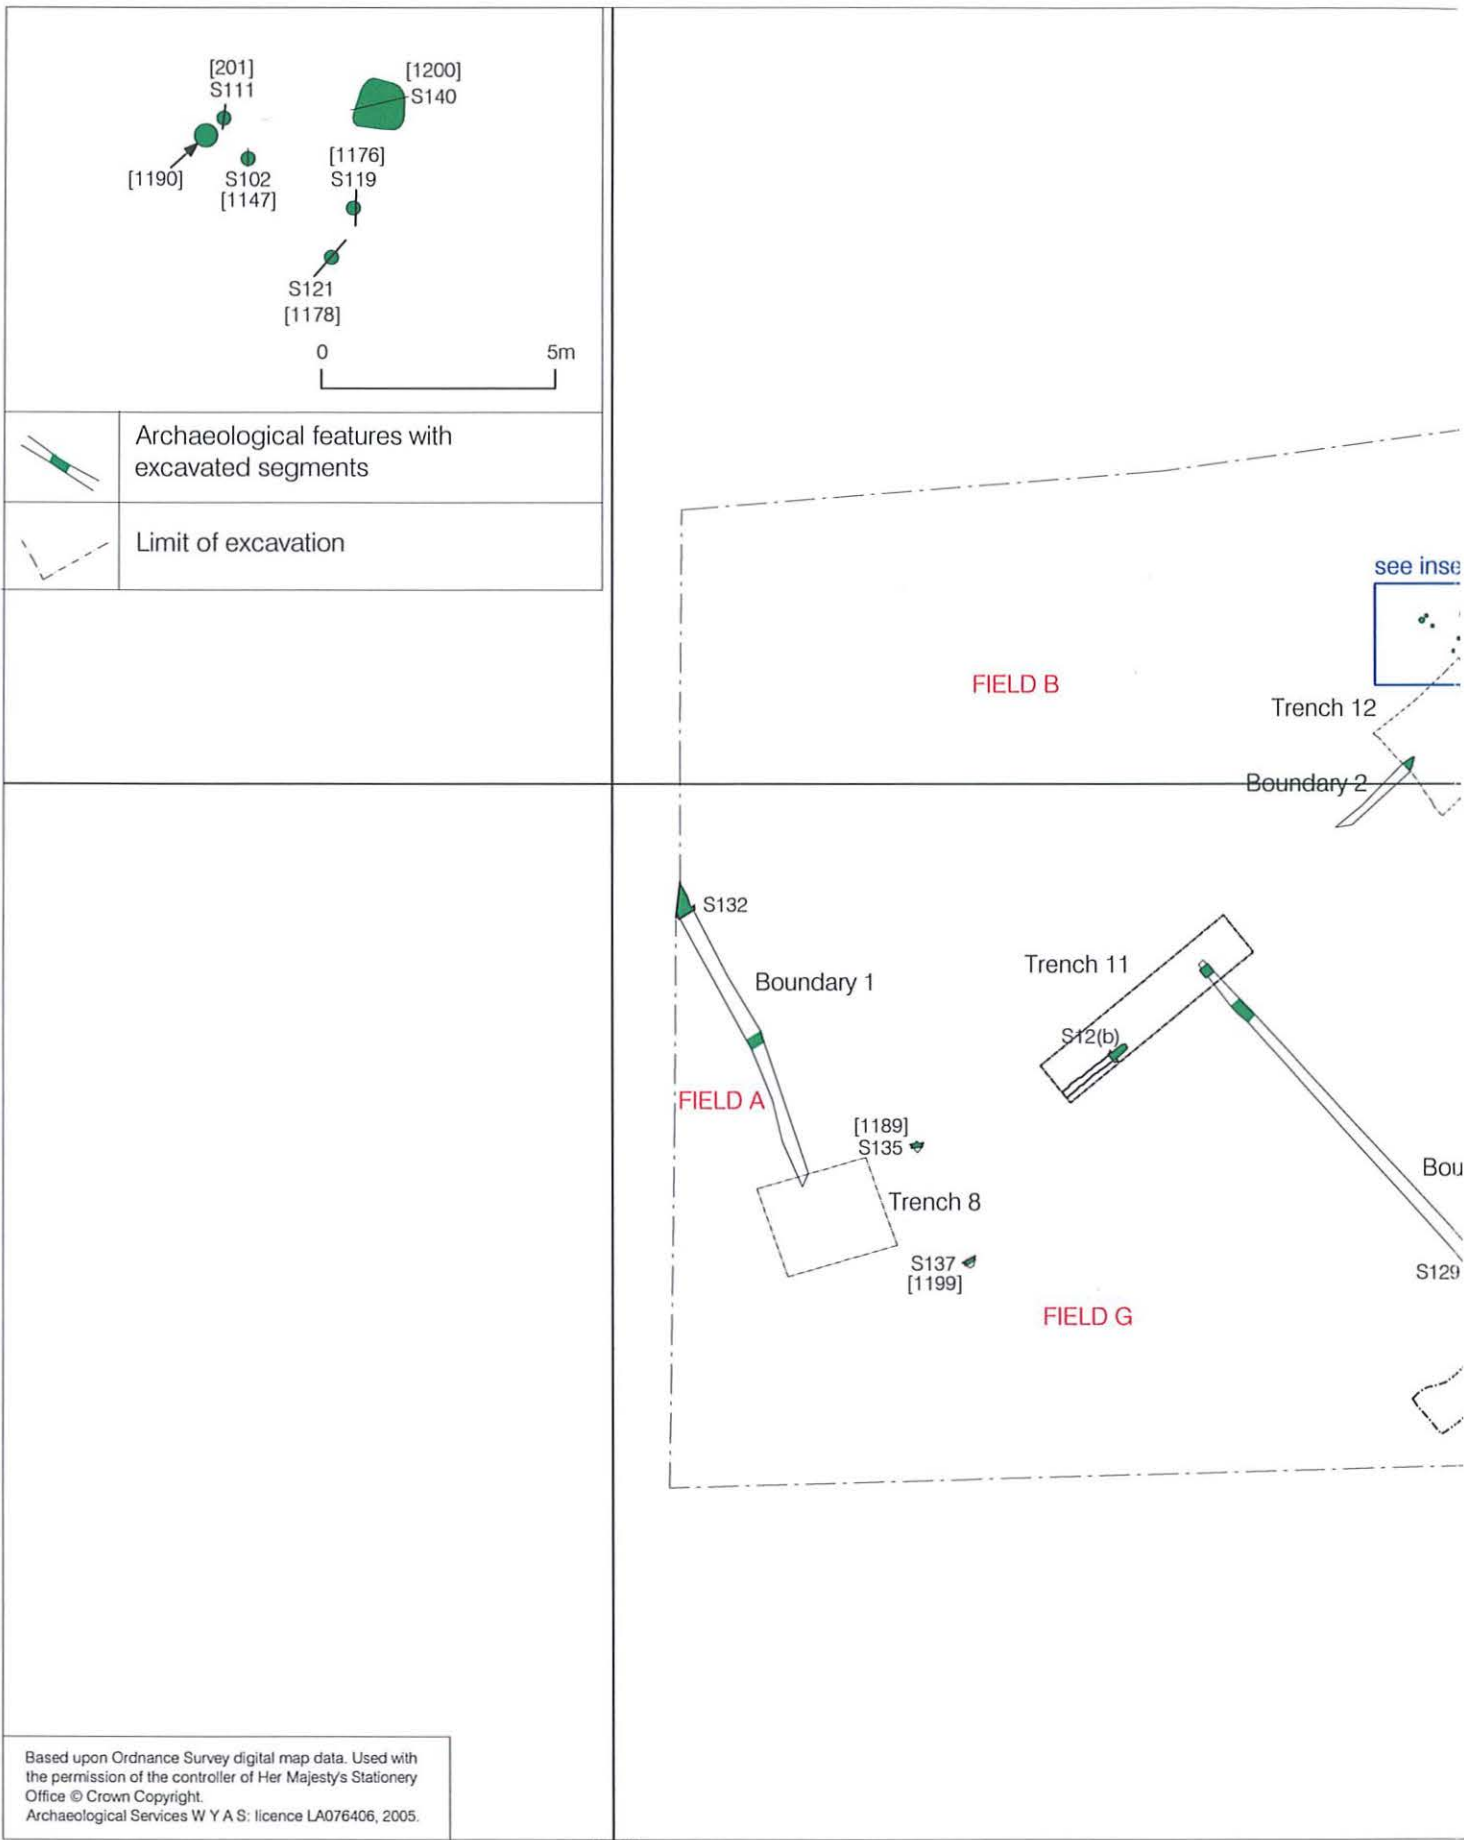 [201]
S111
[1200]
S140
[1190]
S102
[1147]
[1176]
S119
S121
[1178]
0 5m
Archaeological features with
excavated segments
Limit of excavation
see inse
FIELD B
Trench 12
Boundary 2
S132
Boundary 1
Trench 11
S12(b)
FIELD A
[1189]
S135
Trench 8
Bou
S137
[1199]
S129
FIELD G
Based upon Ordnance Survey digital map data. Used with
the permission of the controller of Her Majesty's Stationery
Office © Crown Copyright.
Archaeological Services W Y A S: licence LA076406, 2005.